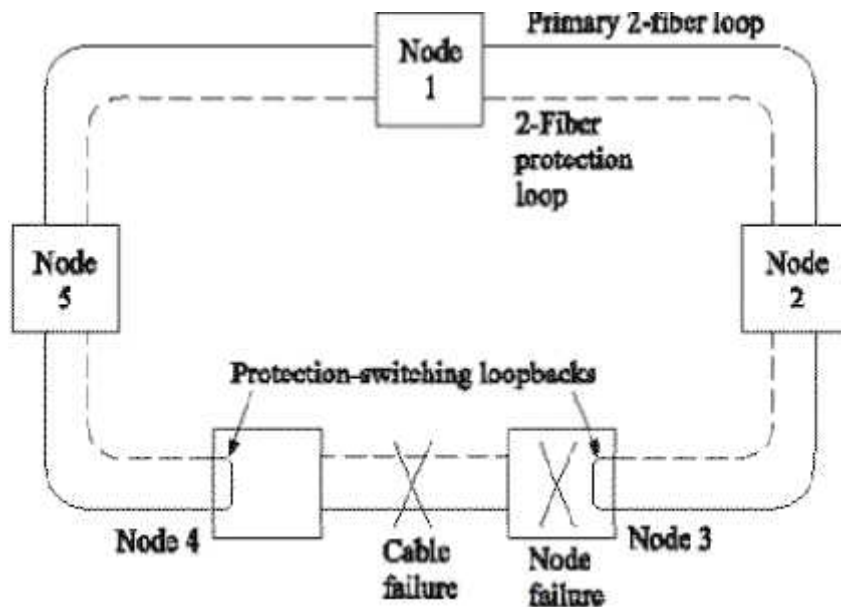 Primary 2-fiber loop
Node
1
2-Fiber
protection
loop
Node
5
Node
2
Protection-switching loopbacks
Node 4
Cable
failure
Node
failure
Node 3